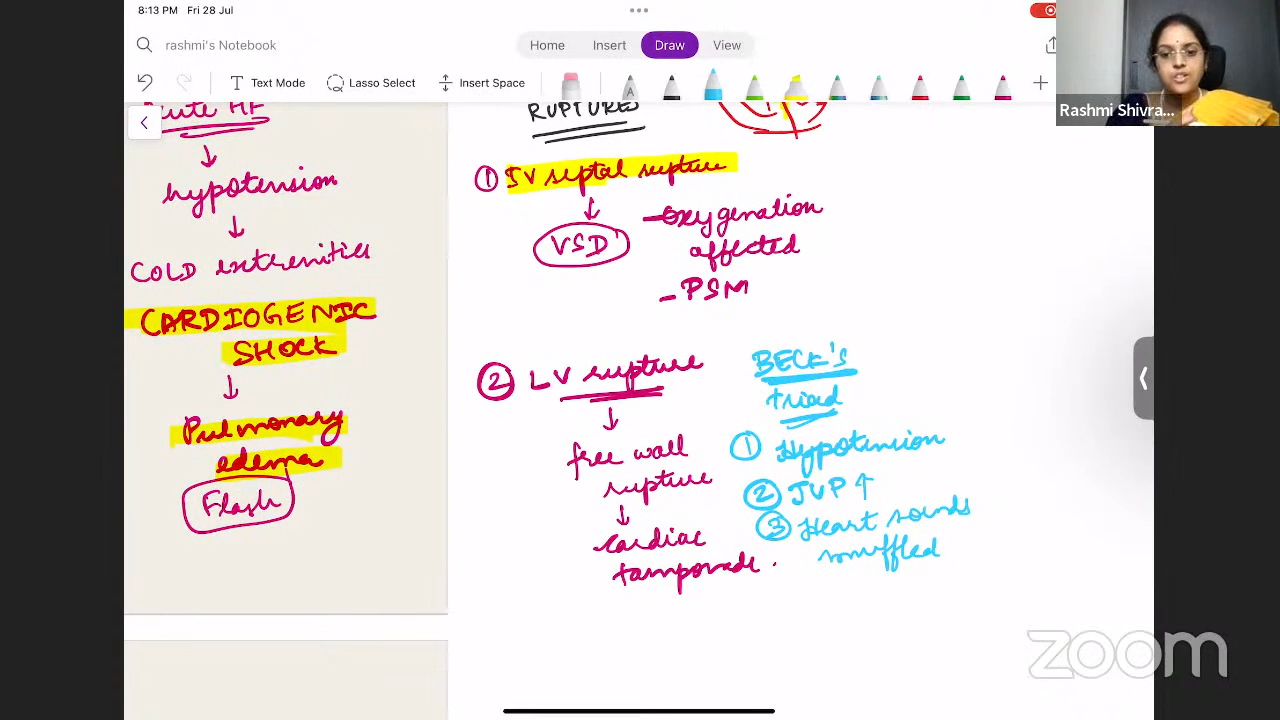 8:13 PM Fri 28 Jul
rashmi's Notebook
Home Insert Draw View
Text Mode
Lasso Select
Insert Space
Rashmi Shivra...
Acute HF
↓
hypotension
↓
COLD extremities
CARDIOGENIC
SHOCK
↓
Pulmonary
edema
Flash
RUPTURES
① IV septal rupture
↓
VSD
- oxygenation
affected
- PSM
② LV rupture
↓
free wall
rupture
↓
cardiac
tamponade.
BECK's
triad
① Hypotension
② JVP ↑
③ Heart sounds
muffled
zoom